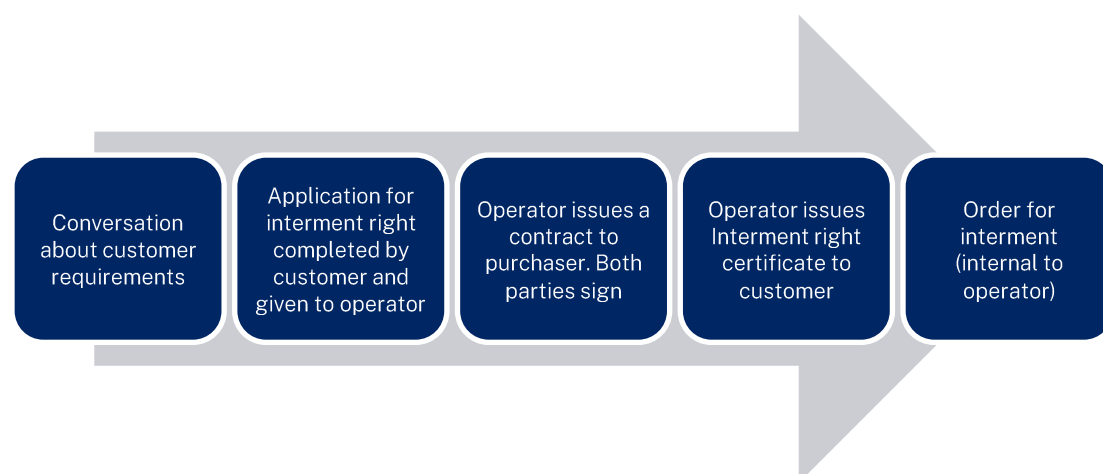 Conversation
about customer
requirements
Application for
interment right
completed by
customer and
given to operator
Operator issues a
contract to
purchaser. Both
parties sign
Operator issues
Interment right
certificate to
customer
Order for
interment
(internal to
operator)